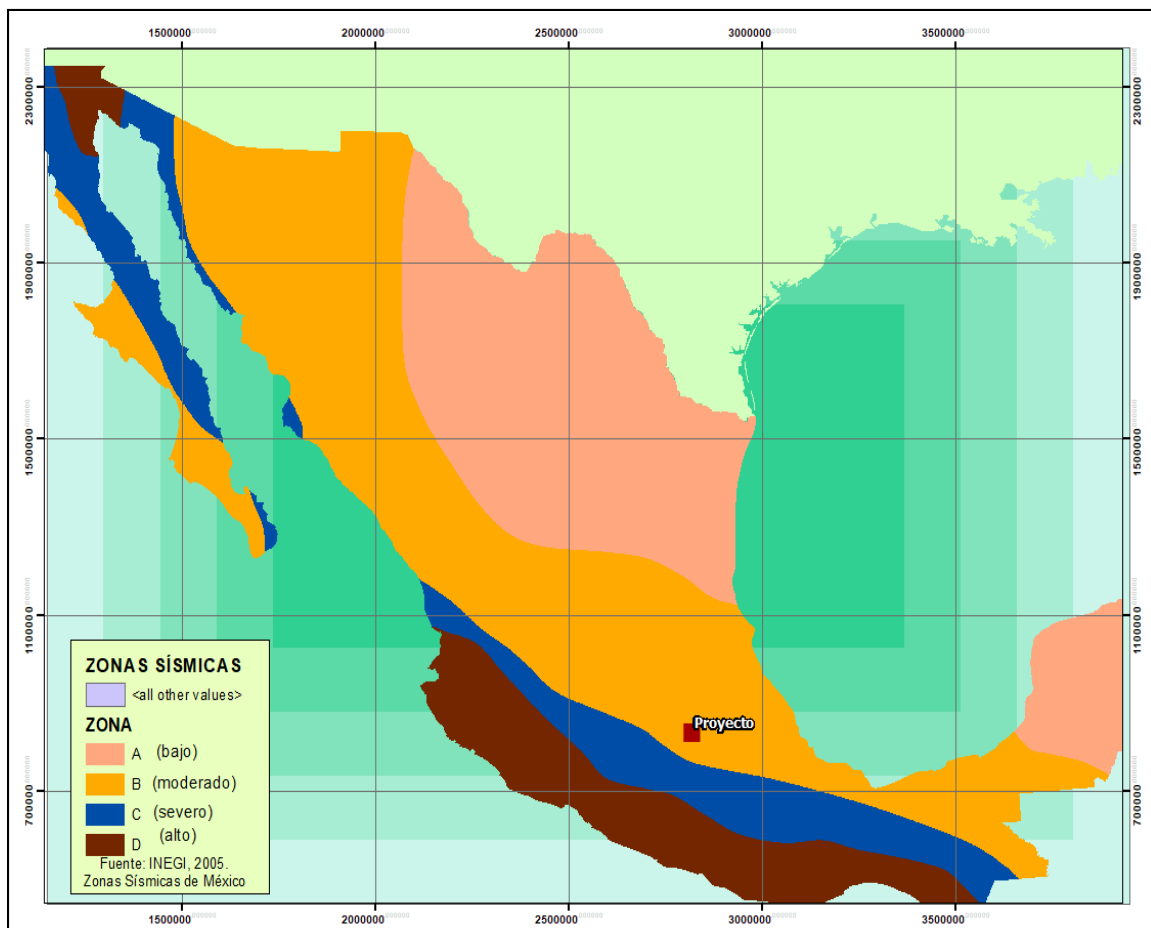 1500000 2000000 2500000 3000000 3500000
2300000 2300000
1900000 1900000
1500000 1500000
1100000 1100000
700000 700000
Proyecto
ZONAS SÍSMICAS
<all other values>
ZONA
A (bajo)
B (moderado)
C (severo)
D (alto)
Fuente: INEGI, 2005.
Zonas Sísmicas de México
1500000 2000000 2500000 3000000 3500000